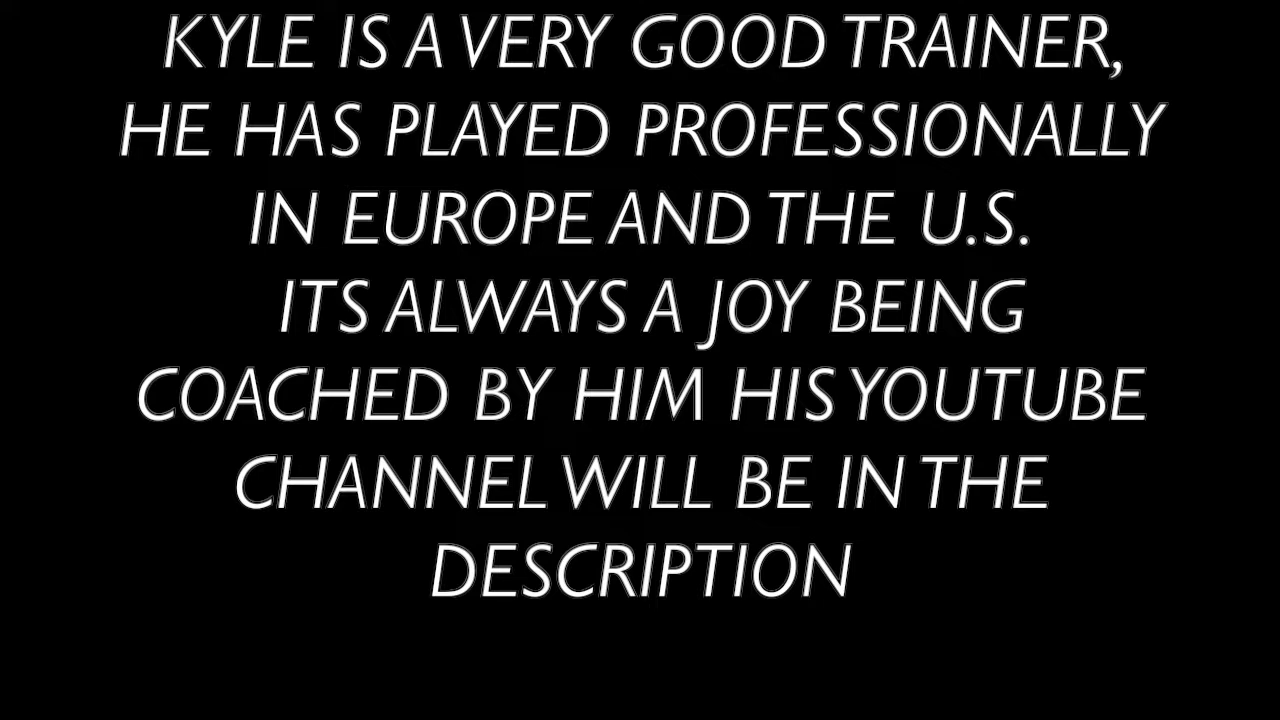 KYLE IS A VERY GOOD TRAINER,
HE HAS PLAYED PROFESSIONALLY
IN EUROPE AND THE U.S.
ITS ALWAYS A JOY BEING
COACHED BY HIM HIS YOUTUBE
CHANNEL WILL BE IN THE
DESCRIPTION